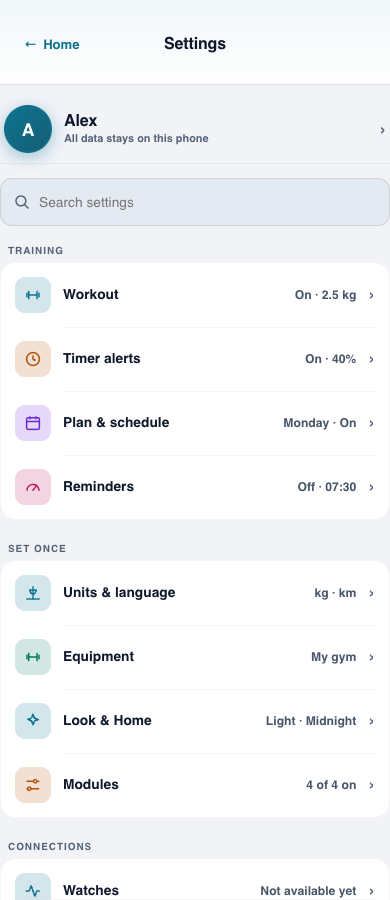 ← Home
Settings
A
Alex
All data stays on this phone
›
Search settings
TRAINING
Workout On · 2.5 kg ›
Timer alerts On · 40% ›
Plan & schedule Monday · On ›
Reminders Off · 07:30 ›
SET ONCE
Units & language kg · km ›
Equipment My gym ›
Look & Home Light · Midnight ›
Modules 4 of 4 on ›
CONNECTIONS
Watches Not available yet ›